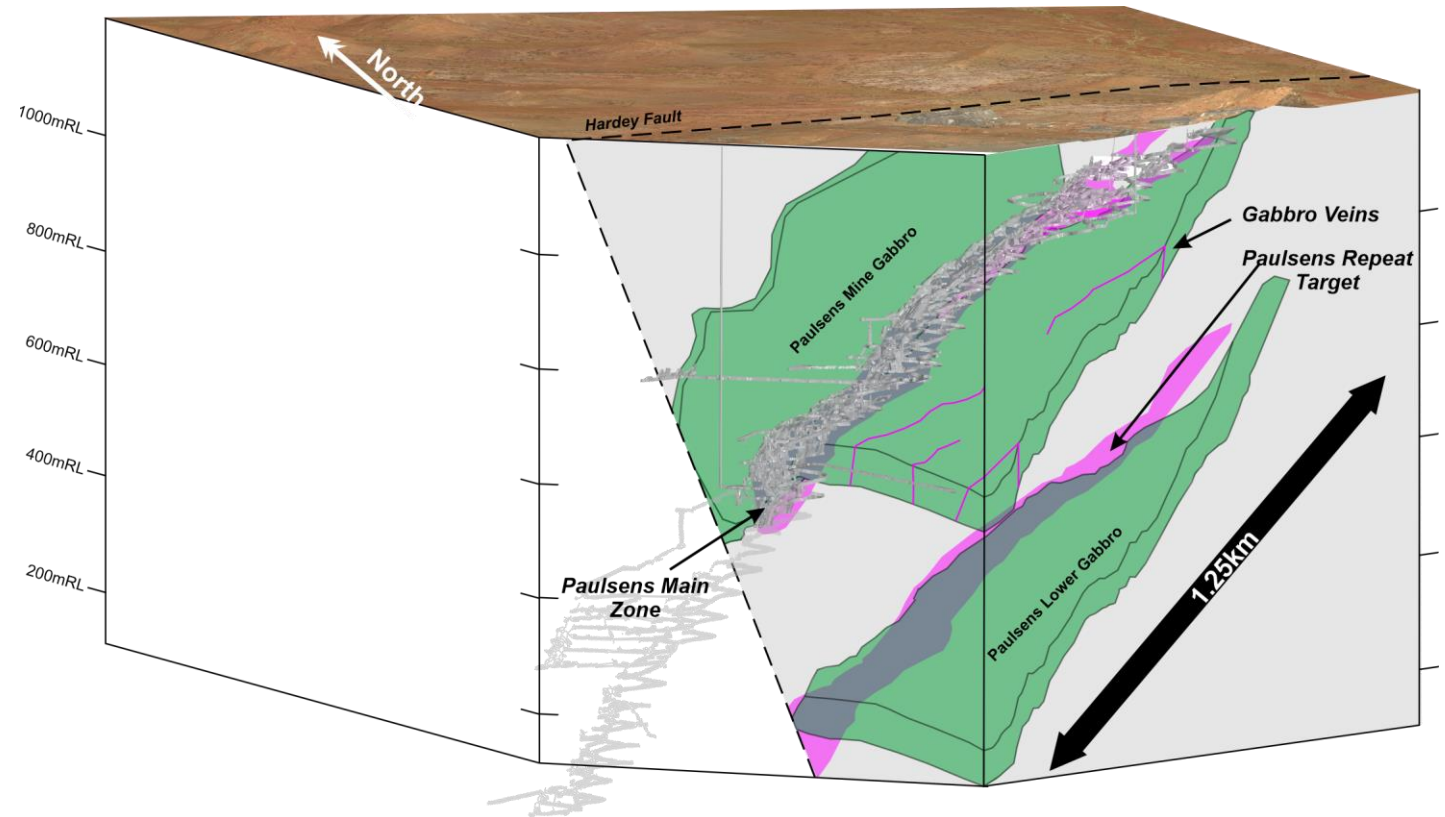 North
1000mRL
Hardey Fault
800mRL
Gabbro Veins
Paulsens Repeat
Target
Paulsens Mine Gabbro
600mRL
400mRL
200mRL
Paulsens Main
Zone
Paulsens Lower Gabbro
1.25km